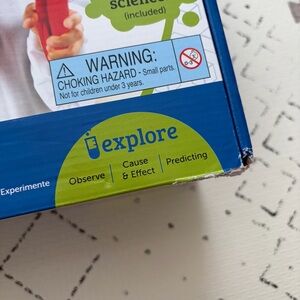 science
(included)
WARNING:
CHOKING HAZARD - Small parts.
Not for children under 3 years.
explore
Observe | Cause & Effect | Predicting
Experimente